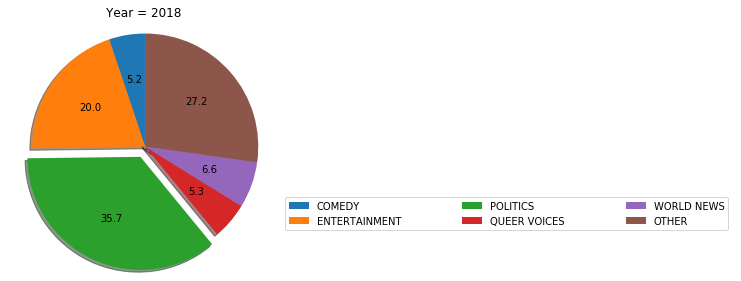 Year = 2018
5.2
27.2
20.0
6.6
5.3
35.7
COMEDY POLITICS WORLD NEWS
ENTERTAINMENT QUEER VOICES OTHER